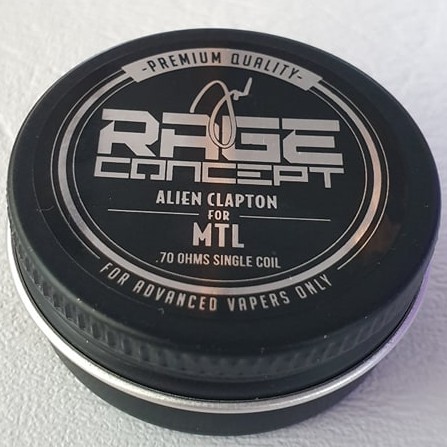 -PREMIUM QUALITY-
RAGE
CONCEPT
ALIEN CLAPTON
FOR
MTL
.70 OHMS SINGLE COIL
FOR ADVANCED VAPERS ONLY